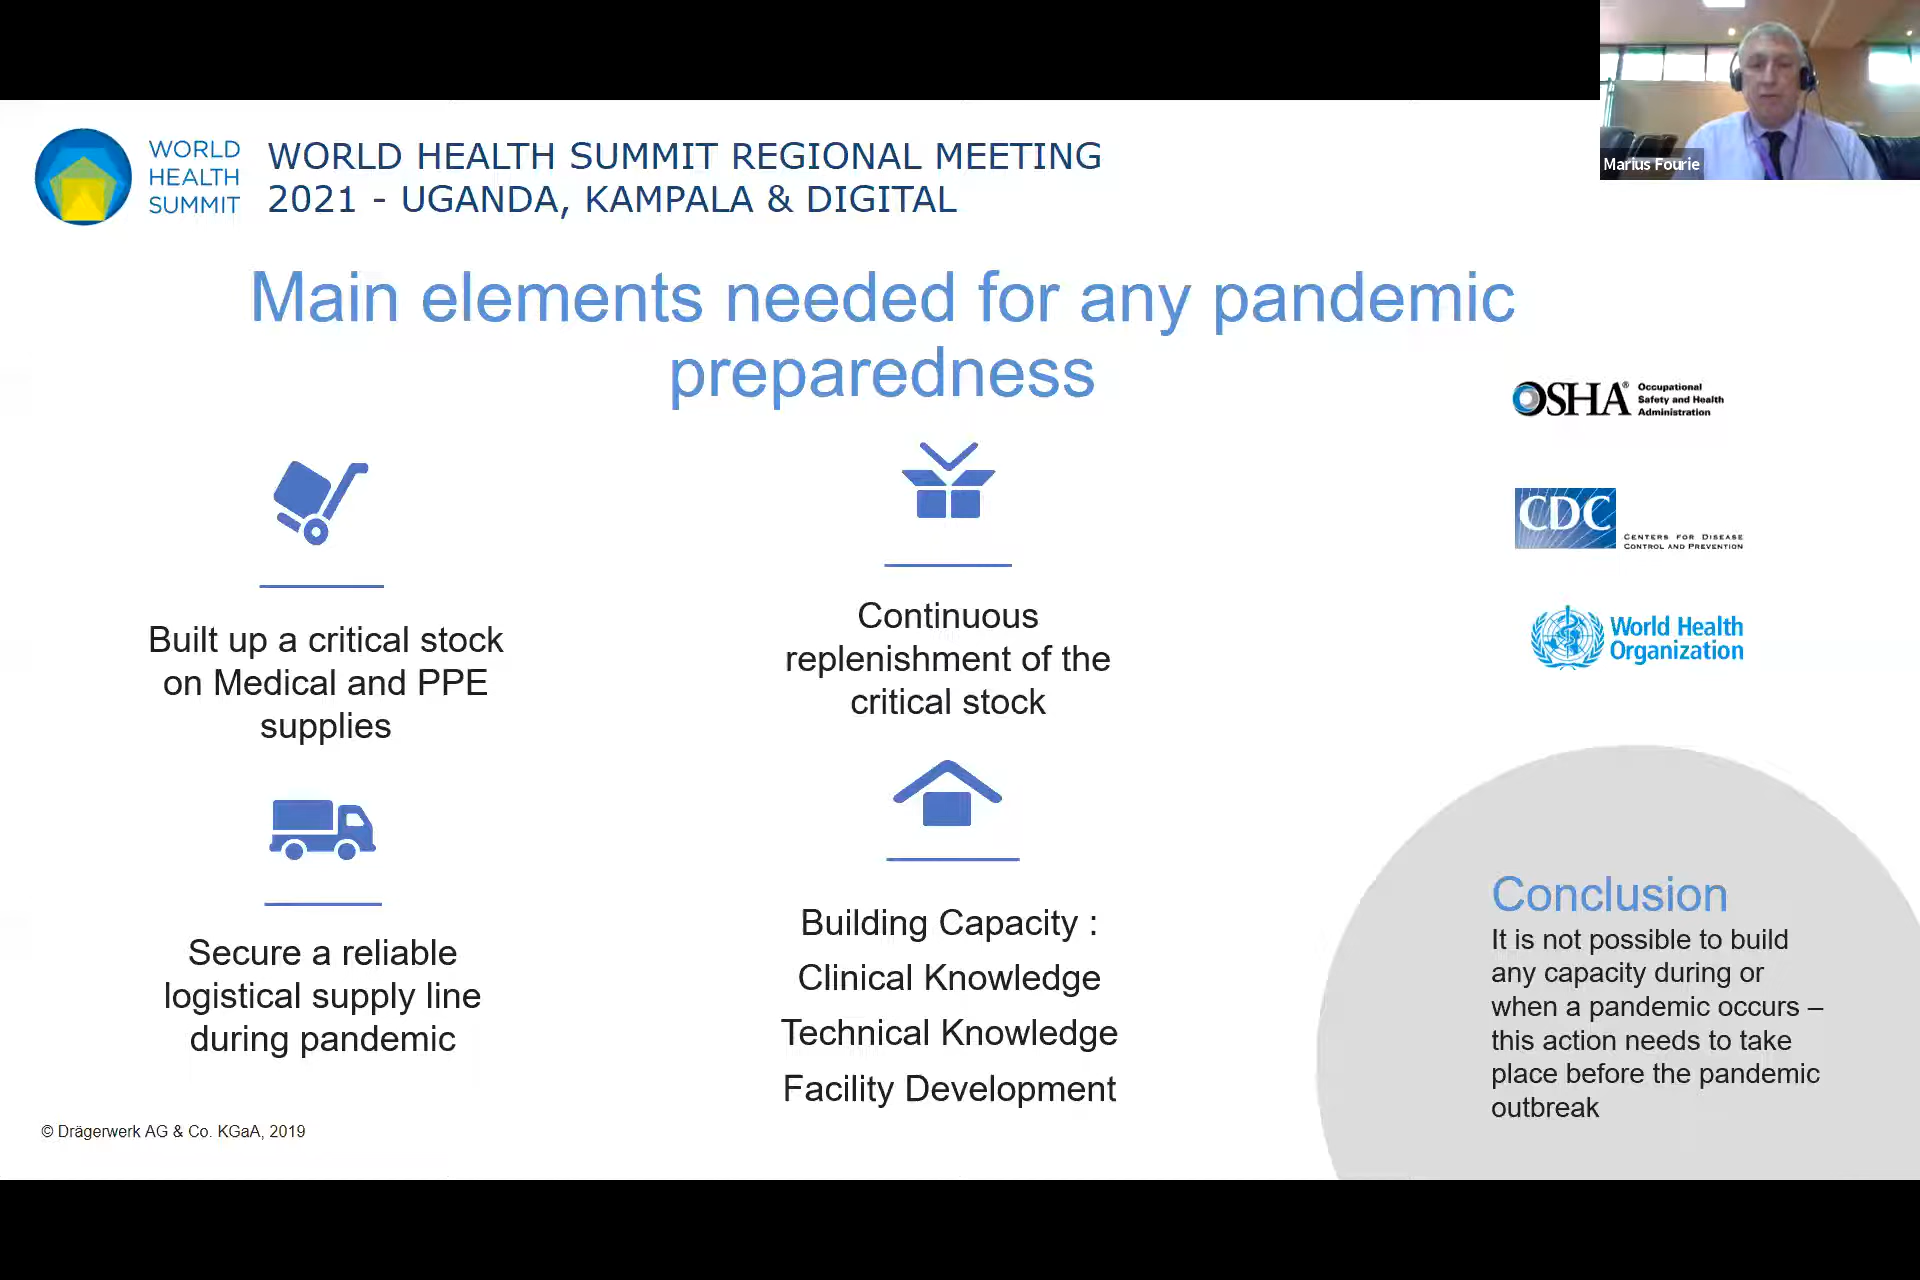 Marius Fourie
WORLD
HEALTH
SUMMIT
WORLD HEALTH SUMMIT REGIONAL MEETING
2021 - UGANDA, KAMPALA & DIGITAL
Main elements needed for any pandemic
preparedness
OSHA® Occupational
Safety and Health
Administration
CDC
CENTERS FOR DISEASE
CONTROL AND PREVENTION
World Health
Organization
Built up a critical stock
on Medical and PPE
supplies
Continuous
replenishment of the
critical stock
Secure a reliable
logistical supply line
during pandemic
Building Capacity :
Clinical Knowledge
Technical Knowledge
Facility Development
Conclusion
It is not possible to build
any capacity during or
when a pandemic occurs –
this action needs to take
place before the pandemic
outbreak
© Drägerwerk AG & Co. KGaA, 2019